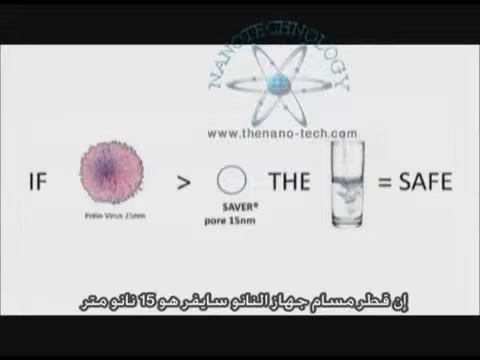 NANOTECHNOLOGY
www.thenano-tech.com
IF > THE = SAFE
Polio Virus 25nm
SAVER®
pore 15nm
إن قطر مسام جهاز النانو سايفر هو 15 نانو متر